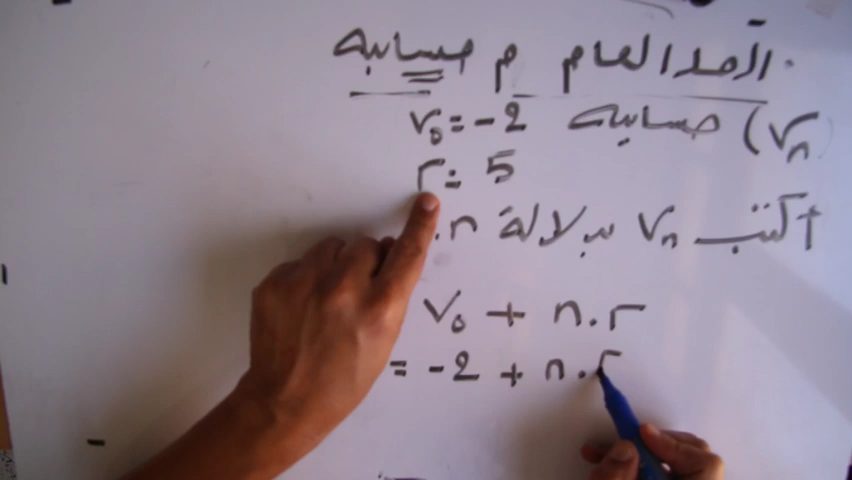 الحد العام م حسابية
(Vn) حسابية V0 = -2
r = 5
أكتب Vn بدلالة n.
V0 + n.r
= -2 + n.r